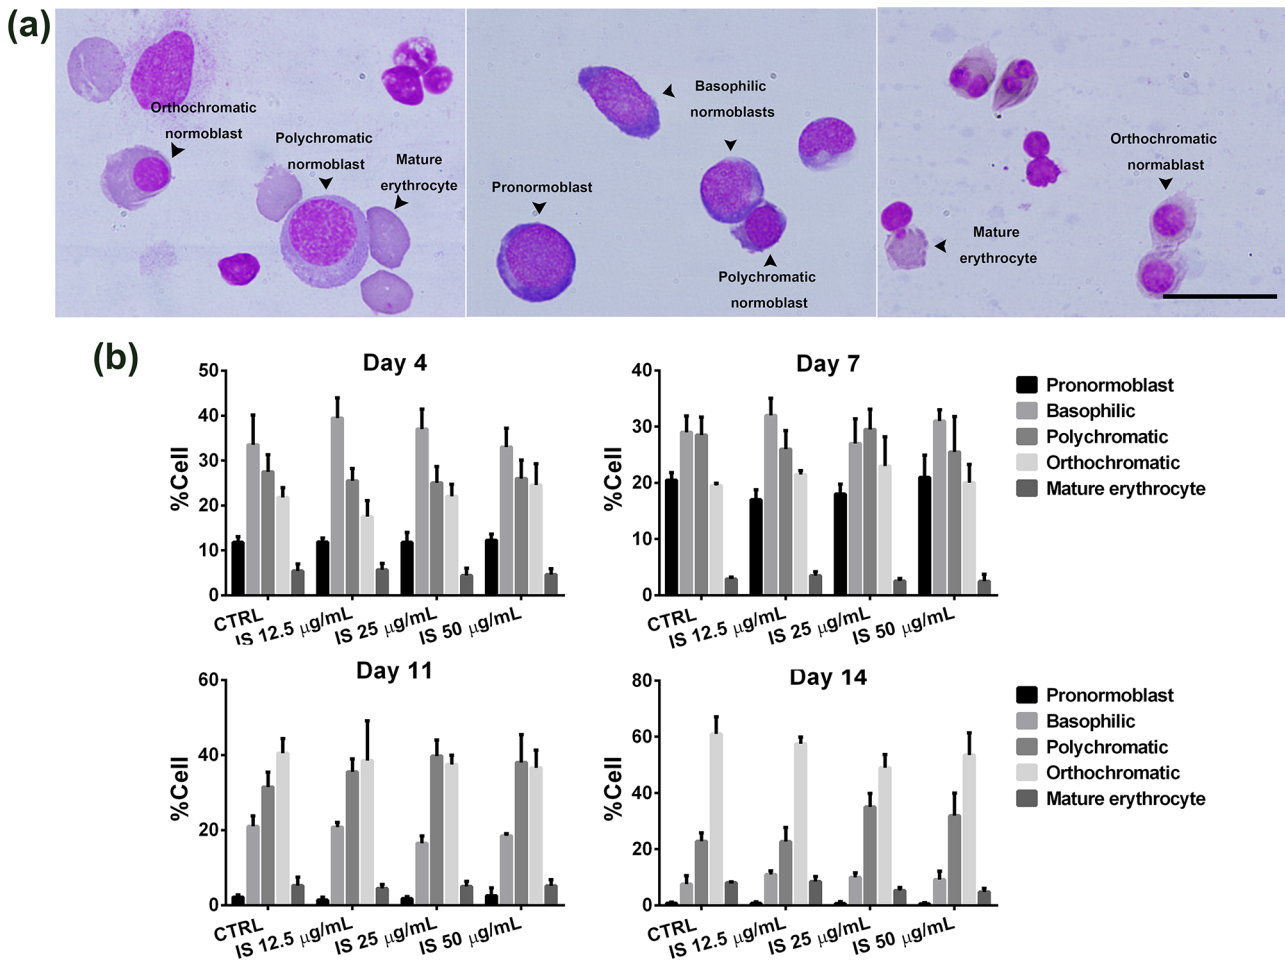 (a)
Orthochromatic
normoblast
Polychromatic
normoblast
Mature
erythrocyte
Basophilic
normoblasts
Pronormoblast
Polychromatic
normoblast
Orthochromatic
normablast
Mature
erythrocyte
(b)
Day 4
%Cell
50
40
30
20
10
0
CTRL
IS 12.5 μg/mL
IS 25 μg/mL
IS 50 μg/mL
Day 7
%Cell
40
30
20
10
0
CTRL
IS 12.5 μg/mL
IS 25 μg/mL
IS 50 μg/mL
Pronormoblast
Basophilic
Polychromatic
Orthochromatic
Mature erythrocyte
Day 11
%Cell
60
40
20
0
CTRL
IS 12.5 μg/mL
IS 25 μg/mL
IS 50 μg/mL
Day 14
%Cell
80
60
40
20
0
CTRL
IS 12.5 μg/mL
IS 25 μg/mL
IS 50 μg/mL
Pronormoblast
Basophilic
Polychromatic
Orthochromatic
Mature erythrocyte